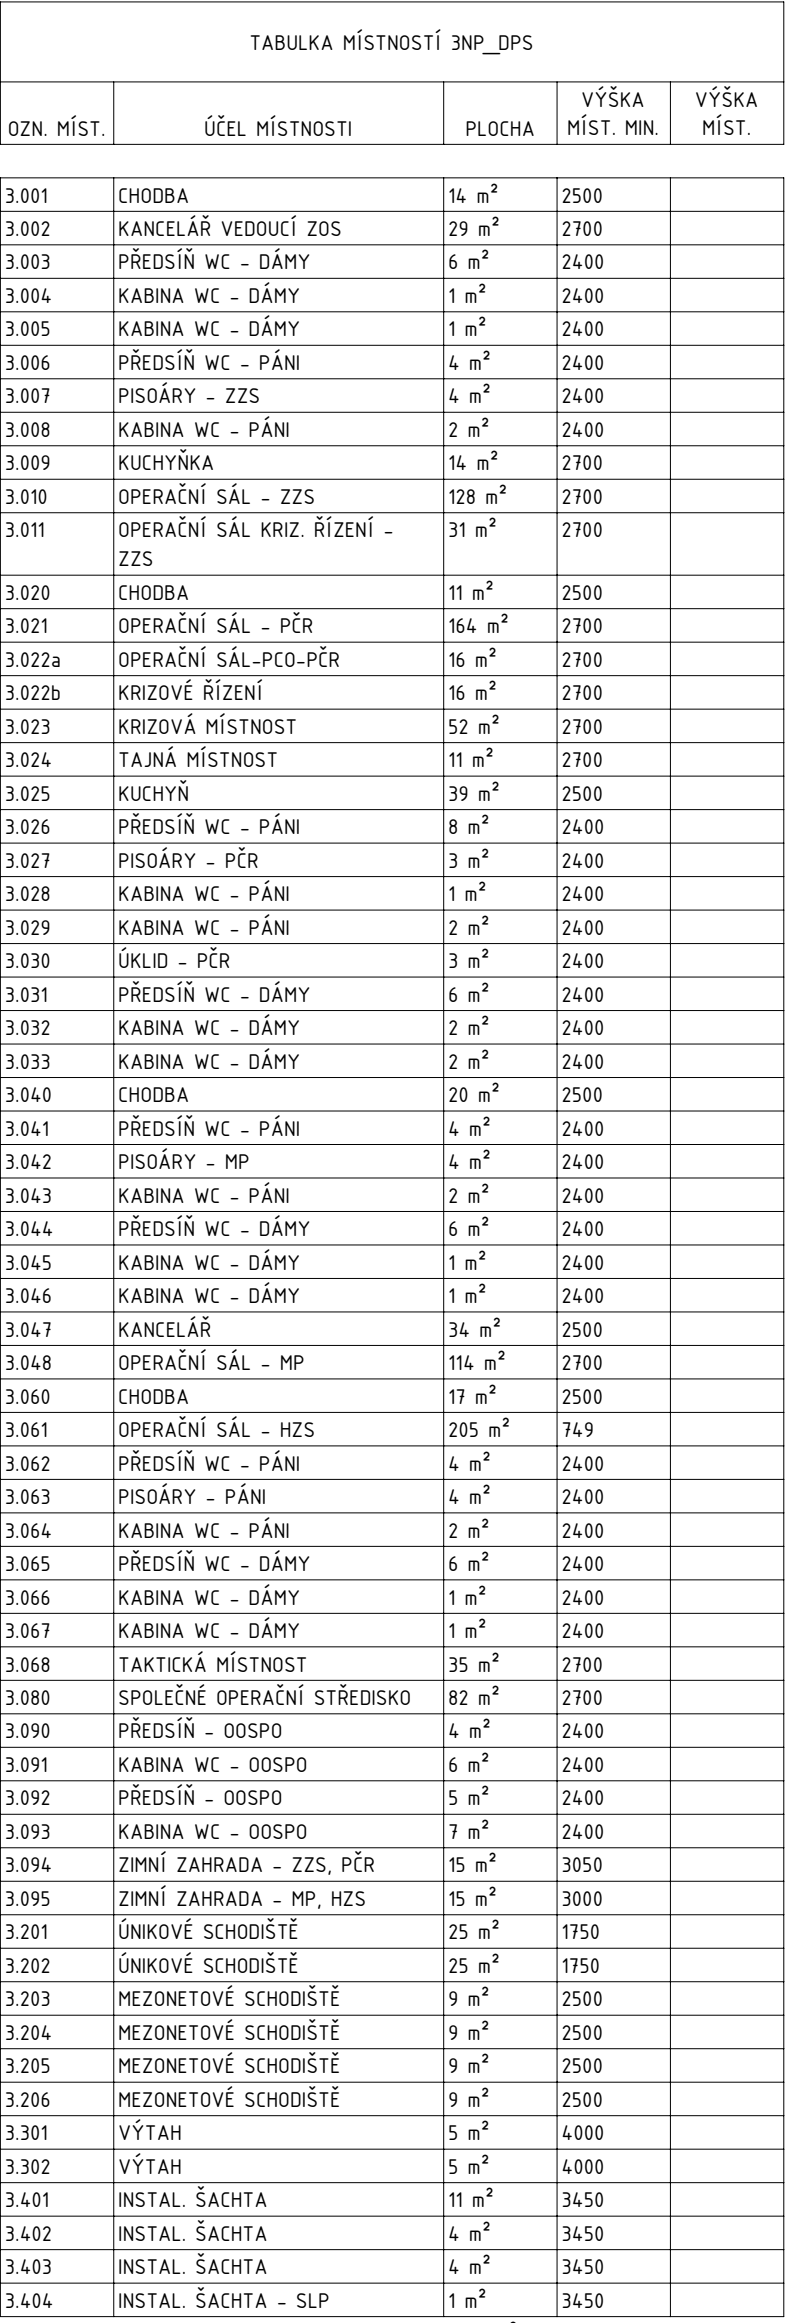 TABULKA MÍSTNOSTÍ 3NP_DPS
OZN. MÍST. ÚČEL MÍSTNOSTI PLOCHA VÝŠKA MÍST. MIN. VÝŠKA MÍST.
3.001 CHODBA 14 m² 2500
3.002 KANCELÁŘ VEDOUCÍ ZOS 29 m² 2700
3.003 PŘEDSÍŇ WC - DÁMY 6 m² 2400
3.004 KABINA WC - DÁMY 1 m² 2400
3.005 KABINA WC - DÁMY 1 m² 2400
3.006 PŘEDSÍŇ WC - PÁNI 4 m² 2400
3.007 PISOÁRY - ZZS 4 m² 2400
3.008 KABINA WC - PÁNI 2 m² 2400
3.009 KUCHYŇKA 14 m² 2700
3.010 OPERAČNÍ SÁL - ZZS 128 m² 2700
3.011 OPERAČNÍ SÁL KRIZ. ŘÍZENÍ - 31 m² 2700
ZZS
3.020 CHODBA 11 m² 2500
3.021 OPERAČNÍ SÁL - PČR 164 m² 2700
3.022a OPERAČNÍ SÁL-PCO-PČR 16 m² 2700
3.022b KRIZOVÉ ŘÍZENÍ 16 m² 2700
3.023 KRIZOVÁ MÍSTNOST 52 m² 2700
3.024 TAJNÁ MÍSTNOST 11 m² 2700
3.025 KUCHYŇ 39 m² 2500
3.026 PŘEDSÍŇ WC - PÁNI 8 m² 2400
3.027 PISOÁRY - PČR 3 m² 2400
3.028 KABINA WC - PÁNI 1 m² 2400
3.029 KABINA WC - PÁNI 2 m² 2400
3.030 ÚKLID - PČR 3 m² 2400
3.031 PŘEDSÍŇ WC - DÁMY 6 m² 2400
3.032 KABINA WC - DÁMY 2 m² 2400
3.033 KABINA WC - DÁMY 2 m² 2400
3.040 CHODBA 20 m² 2500
3.041 PŘEDSÍŇ WC - PÁNI 4 m² 2400
3.042 PISOÁRY - MP 4 m² 2400
3.043 KABINA WC - PÁNI 2 m² 2400
3.044 PŘEDSÍŇ WC - DÁMY 6 m² 2400
3.045 KABINA WC - DÁMY 1 m² 2400
3.046 KABINA WC - DÁMY 1 m² 2400
3.047 KANCELÁŘ 34 m² 2500
3.048 OPERAČNÍ SÁL - MP 114 m² 2700
3.060 CHODBA 17 m² 2500
3.061 OPERAČNÍ SÁL - HZS 205 m² 749
3.062 PŘEDSÍŇ WC - PÁNI 4 m² 2400
3.063 PISOÁRY - PÁNI 4 m² 2400
3.064 KABINA WC - PÁNI 2 m² 2400
3.065 PŘEDSÍŇ WC - DÁMY 6 m² 2400
3.066 KABINA WC - DÁMY 1 m² 2400
3.067 KABINA WC - DÁMY 1 m² 2400
3.068 TAKTICKÁ MÍSTNOST 35 m² 2700
3.080 SPOLEČNÉ OPERAČNÍ STŘEDISKO 82 m² 2700
3.090 PŘEDSÍŇ - OOSPO 4 m² 2400
3.091 KABINA WC - OOSPO 6 m² 2400
3.092 PŘEDSÍŇ - OOSPO 5 m² 2400
3.093 KABINA WC - OOSPO 7 m² 2400
3.094 ZIMNÍ ZAHRADA - ZZS, PČR 15 m² 3050
3.095 ZIMNÍ ZAHRADA - MP, HZS 15 m² 3000
3.201 ÚNIKOVÉ SCHODIŠTĚ 25 m² 1750
3.202 ÚNIKOVÉ SCHODIŠTĚ 25 m² 1750
3.203 MEZONETOVÉ SCHODIŠTĚ 9 m² 2500
3.204 MEZONETOVÉ SCHODIŠTĚ 9 m² 2500
3.205 MEZONETOVÉ SCHODIŠTĚ 9 m² 2500
3.206 MEZONETOVÉ SCHODIŠTĚ 9 m² 2500
3.301 VÝTAH 5 m² 4000
3.302 VÝTAH 5 m² 4000
3.401 INSTAL. ŠACHTA 11 m² 3450
3.402 INSTAL. ŠACHTA 4 m² 3450
3.403 INSTAL. ŠACHTA 4 m² 3450
3.404 INSTAL. ŠACHTA - SLP 1 m² 3450